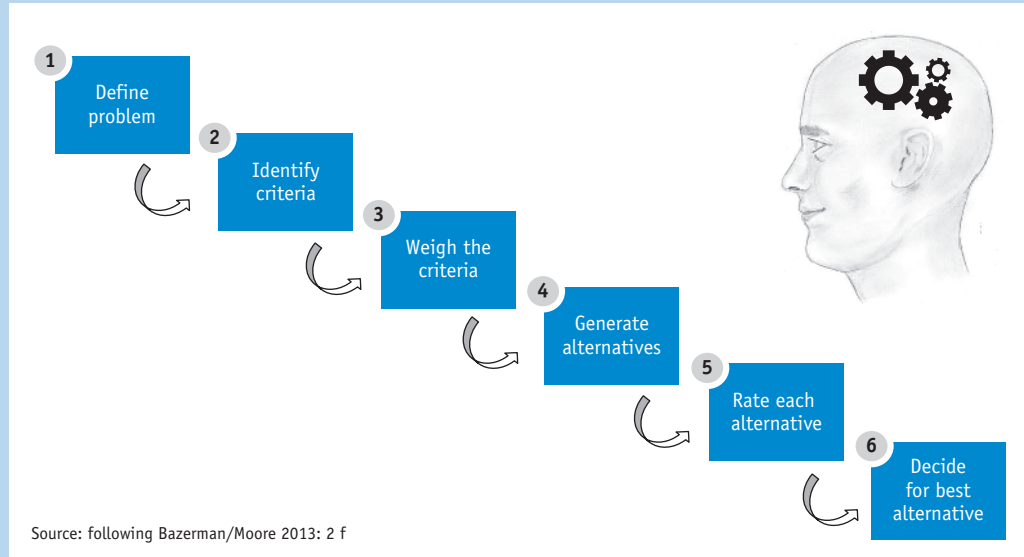 1
Define
problem
2
Identify
criteria
3
Weigh the
criteria
4
Generate
alternatives
5
Rate each
alternative
6
Decide
for best
alternative
Source: following Bazerman/Moore 2013: 2 f